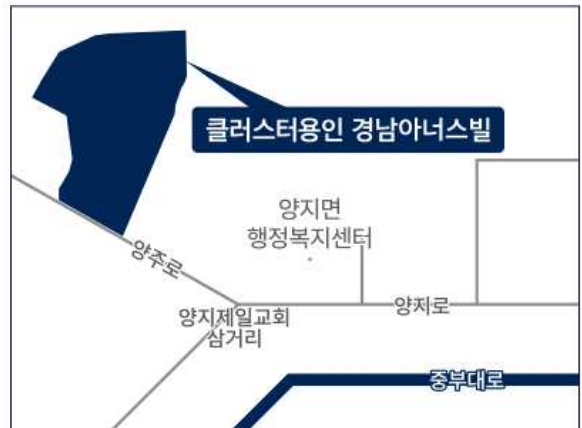 클러스터용인 경남아너스빌
양지면
행정복지센터
양주로
양지로
양지제일교회
삼거리
중부대로